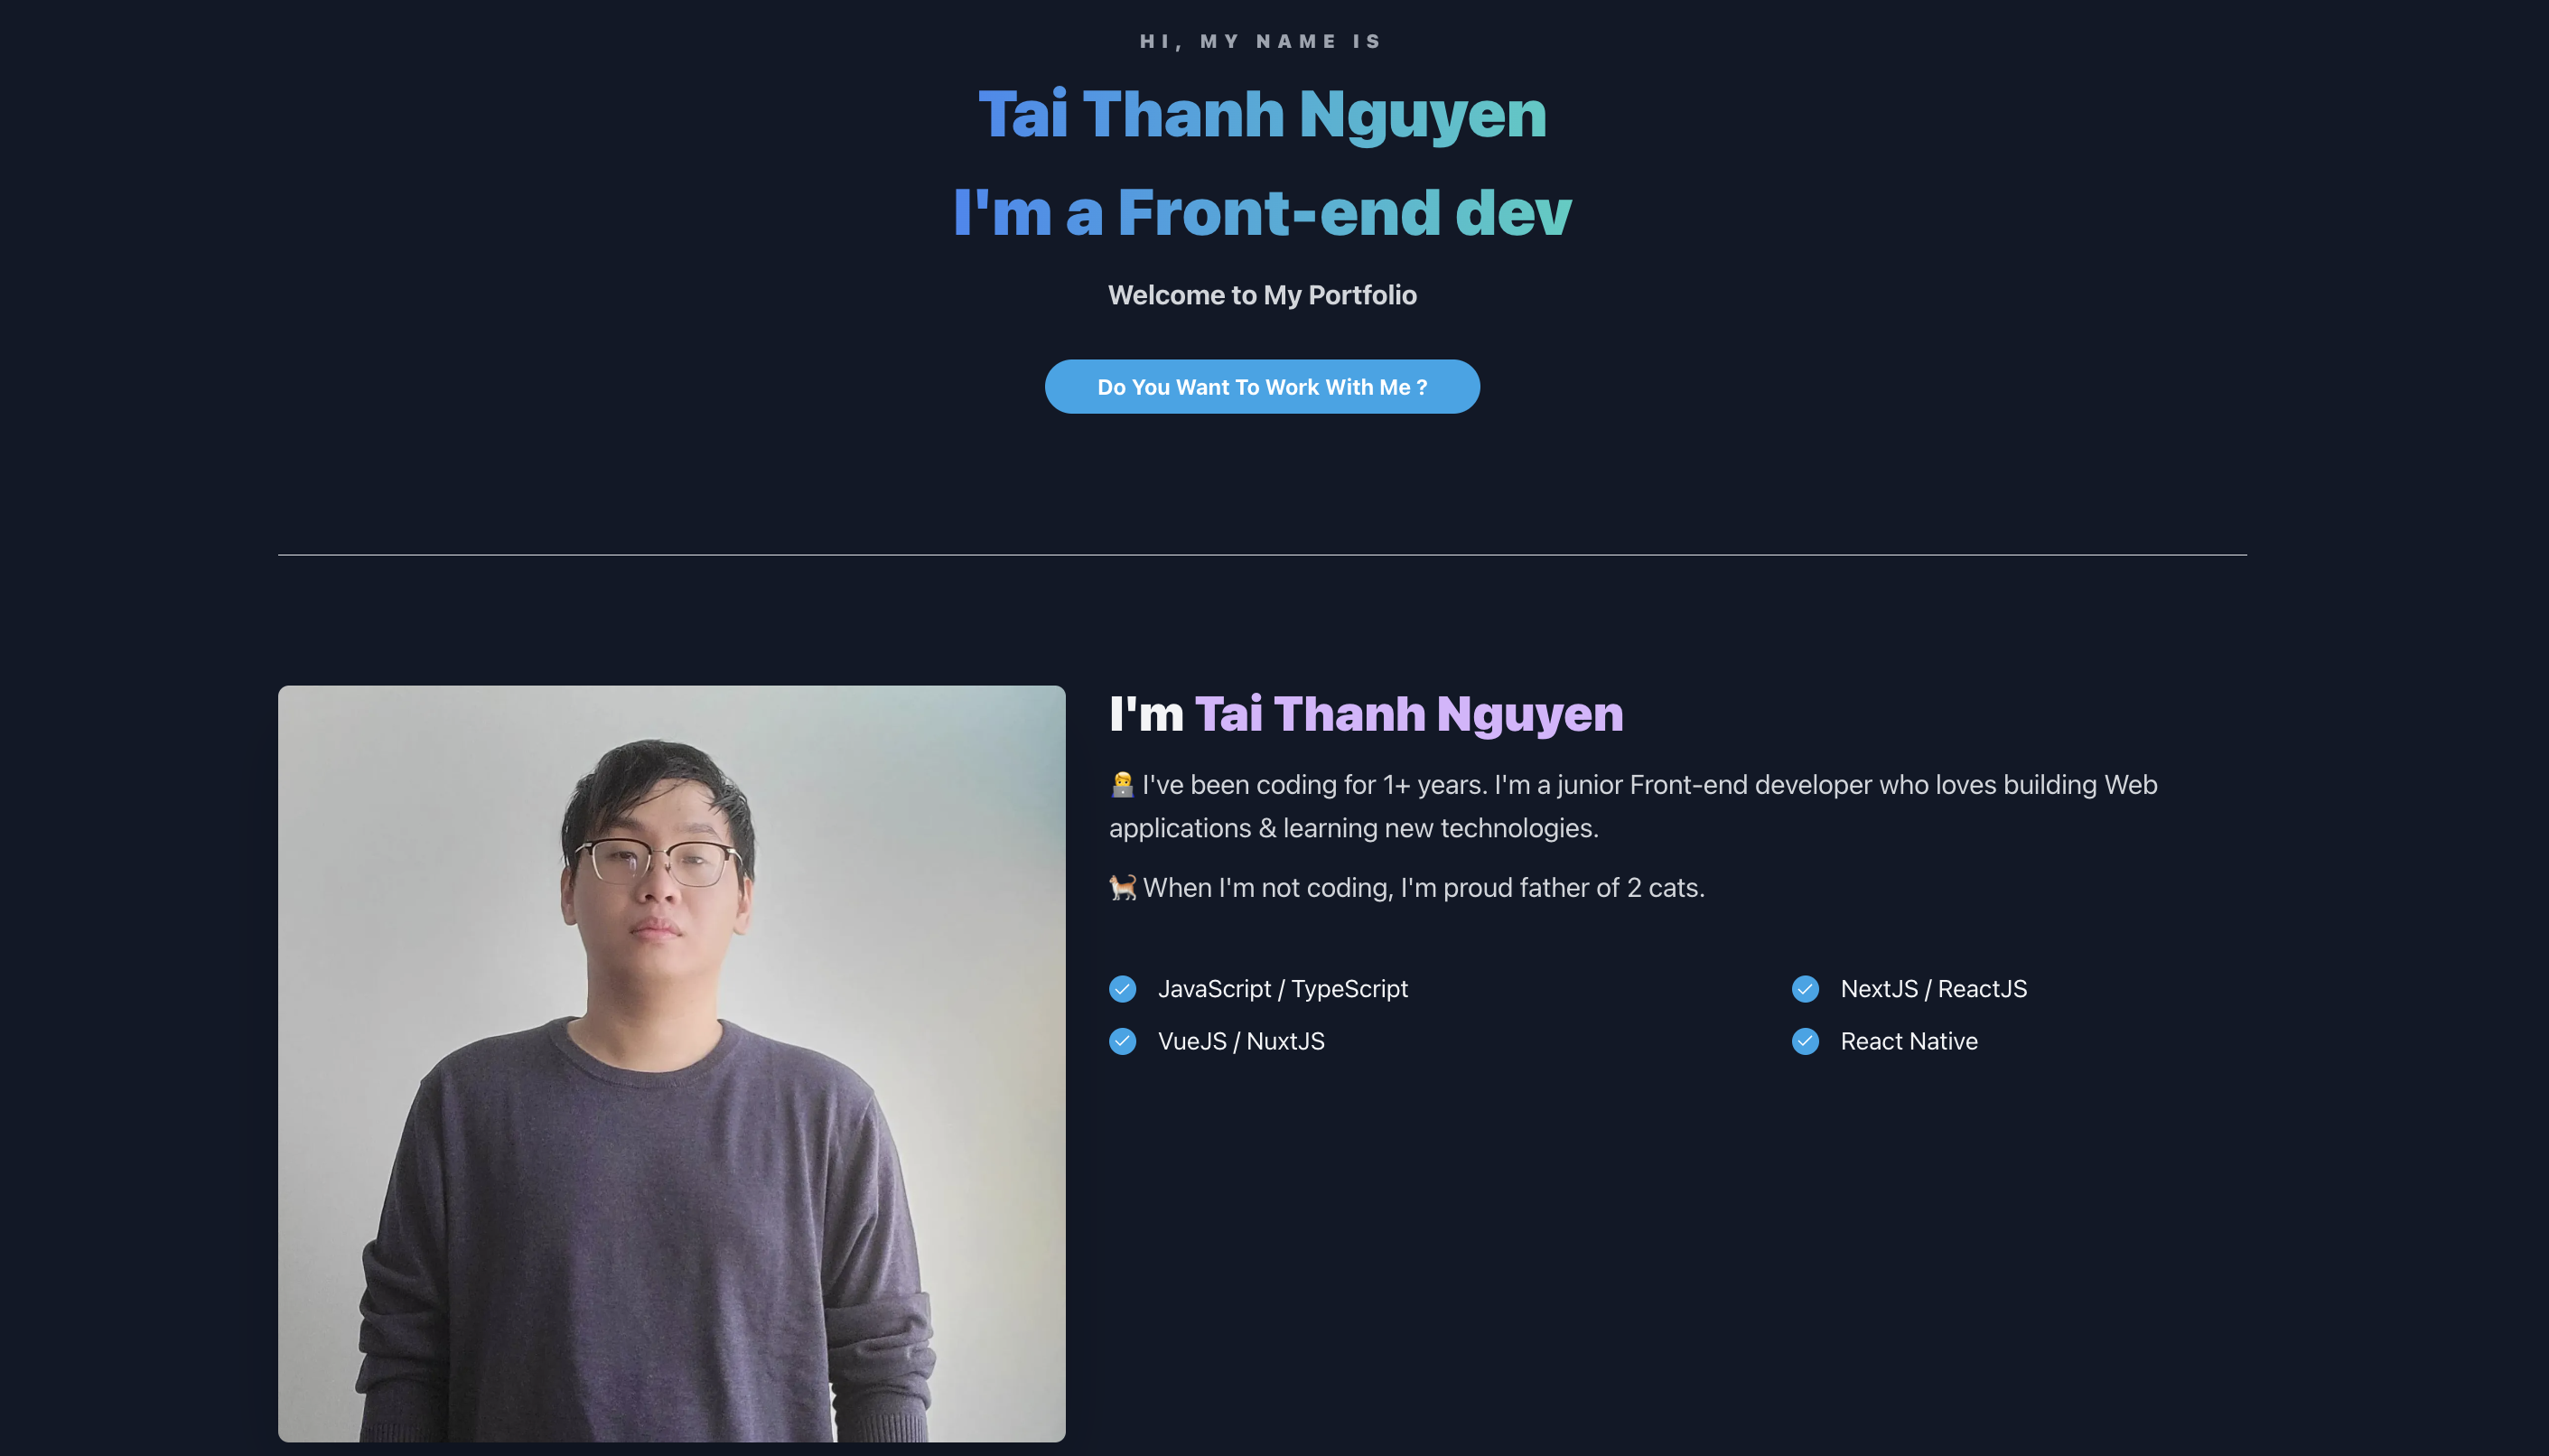 HI, MY NAME IS
Tai Thanh Nguyen
I'm a Front-end dev
Welcome to My Portfolio
Do You Want To Work With Me ?
I'm Tai Thanh Nguyen
👨‍💻 I've been coding for 1+ years. I'm a junior Front-end developer who loves building Web
applications & learning new technologies.
🐈 When I'm not coding, I'm proud father of 2 cats.
JavaScript / TypeScript
NextJS / ReactJS
VueJS / NuxtJS
React Native